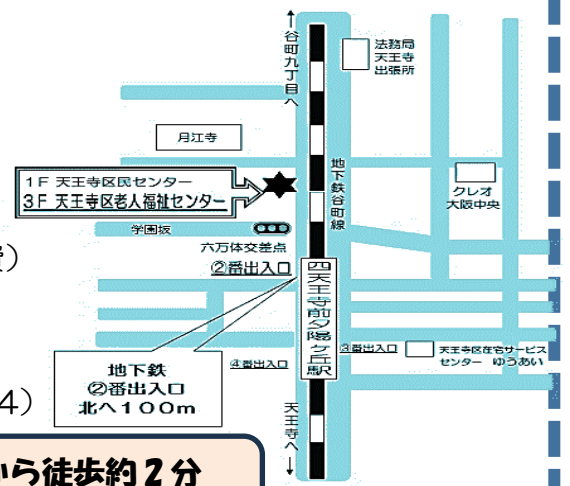 ↑谷町九丁目へ
法務局
天王寺
出張所
月江寺
地下鉄谷町線
1F 天王寺区民センター
3F 天王寺区老人福祉センター
クレオ
大阪中央
学園坂
六万体交差点
②番出入口
四天王寺前夕陽ヶ丘駅
③番出入口
天王寺区在宅サービス
センター ゆうあい
④番出入口
地下鉄
②番出入口
北へ100m
天王寺へ↓
4)
から徒歩約2分